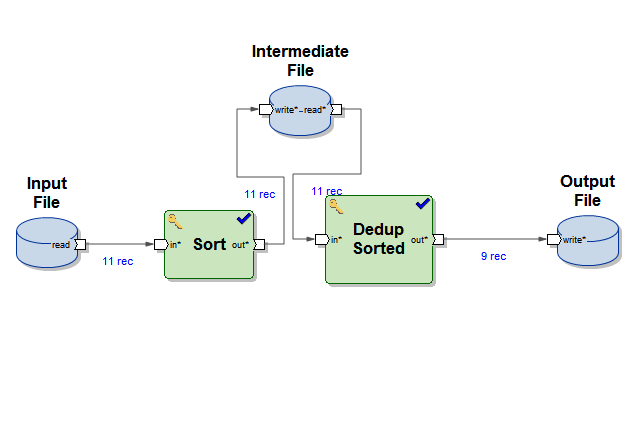 Intermediate
File
write*
read*
11 rec
11 rec
Input
File
read
11 rec
in*
Sort
out*
in*
Dedup
Sorted
out*
9 rec
Output
File
write*